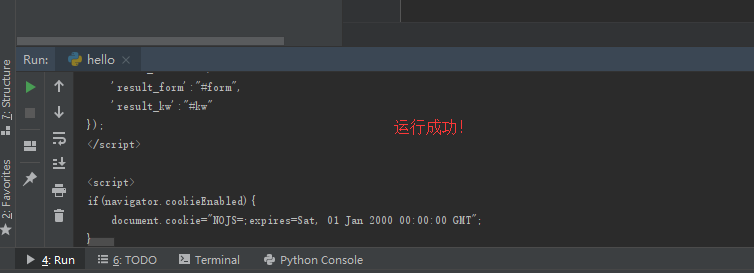 Run: hello
'result_form':"#form",
'result_kw':"#kw"
});
</script>
运行成功!
<script>
if(navigator.cookieEnabled){
document.cookie="NOJS=;expires=Sat, 01 Jan 2000 00:00:00 GMT";
}
7: Structure
2: Favorites
4: Run 6: TODO Terminal Python Console